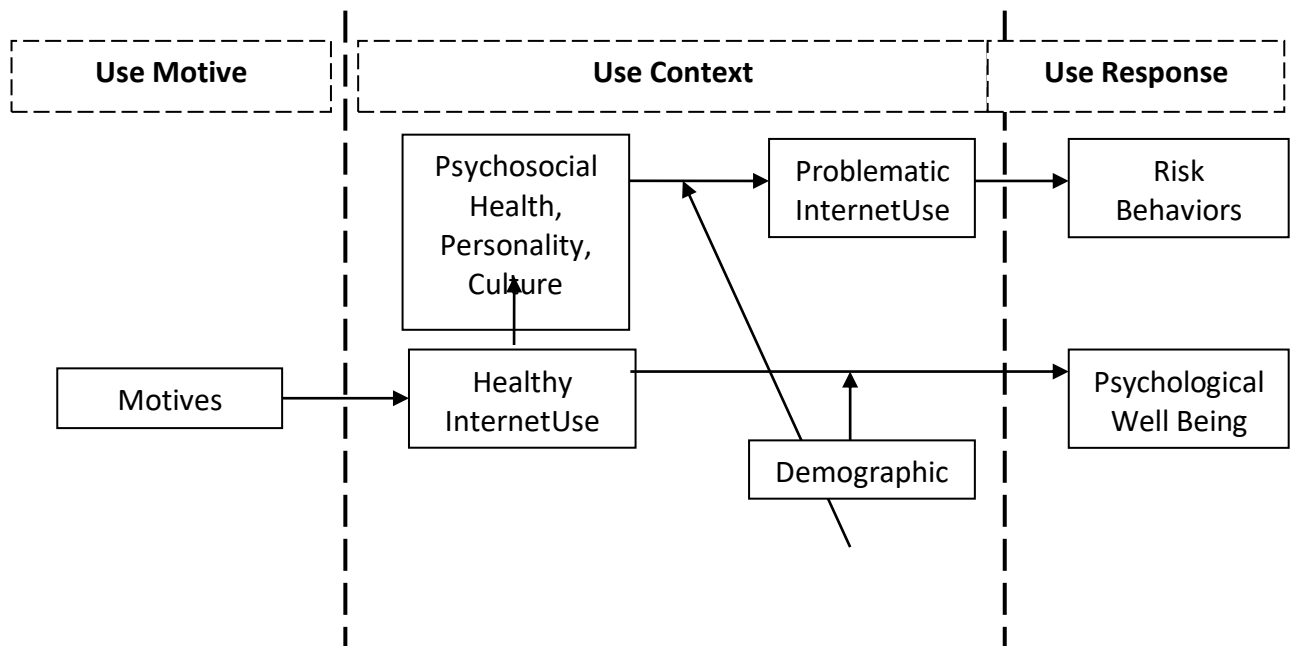 Use Motive
Use Context
Use Response
Psychosocial
Health,
Personality,
Culture
Problematic
InternetUse
Risk
Behaviors
Motives
Healthy
InternetUse
Psychological
Well Being
Demographic